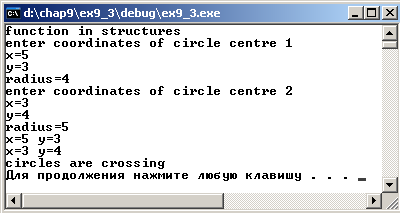 d:\chap9\ex9_3\debug\ex9_3.exe
function in structures
enter coordinates of circle centre 1
x=5
y=3
radius=4
enter coordinates of circle centre 2
x=3
y=4
radius=5
x=5 y=3
x=3 y=4
circles are crossing
Для продолжения нажмите любую клавишу . . .